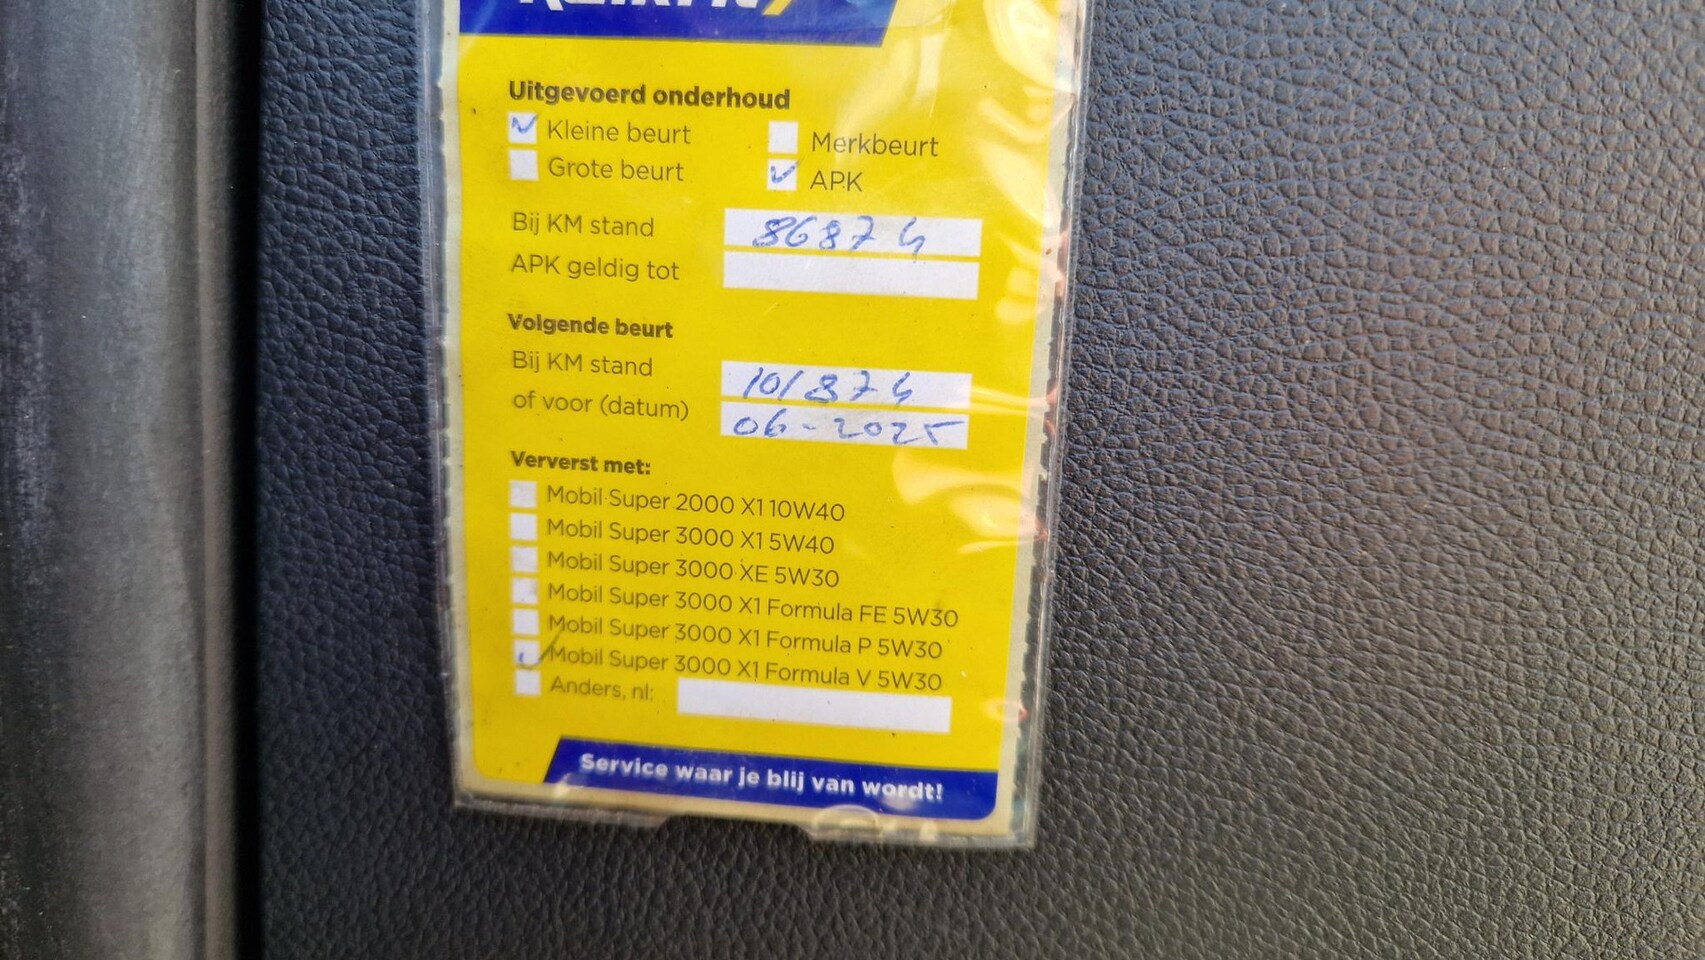 Uitgevoerd onderhoud
Kleine beurt
Merkbeurt
Grote beurt
APK
Bij KM stand 86874
APK geldig tot
Volgende beurt
Bij KM stand 101874
of voor (datum) 06-2025
Ververst met:
Mobil Super 2000 X1 10W40
Mobil Super 3000 X1 5W40
Mobil Super 3000 XE 5W30
Mobil Super 3000 X1 Formula FE 5W30
Mobil Super 3000 X1 Formula P 5W30
Mobil Super 3000 X1 Formula V 5W30
Anders, nl:
Service waar je blij van wordt!